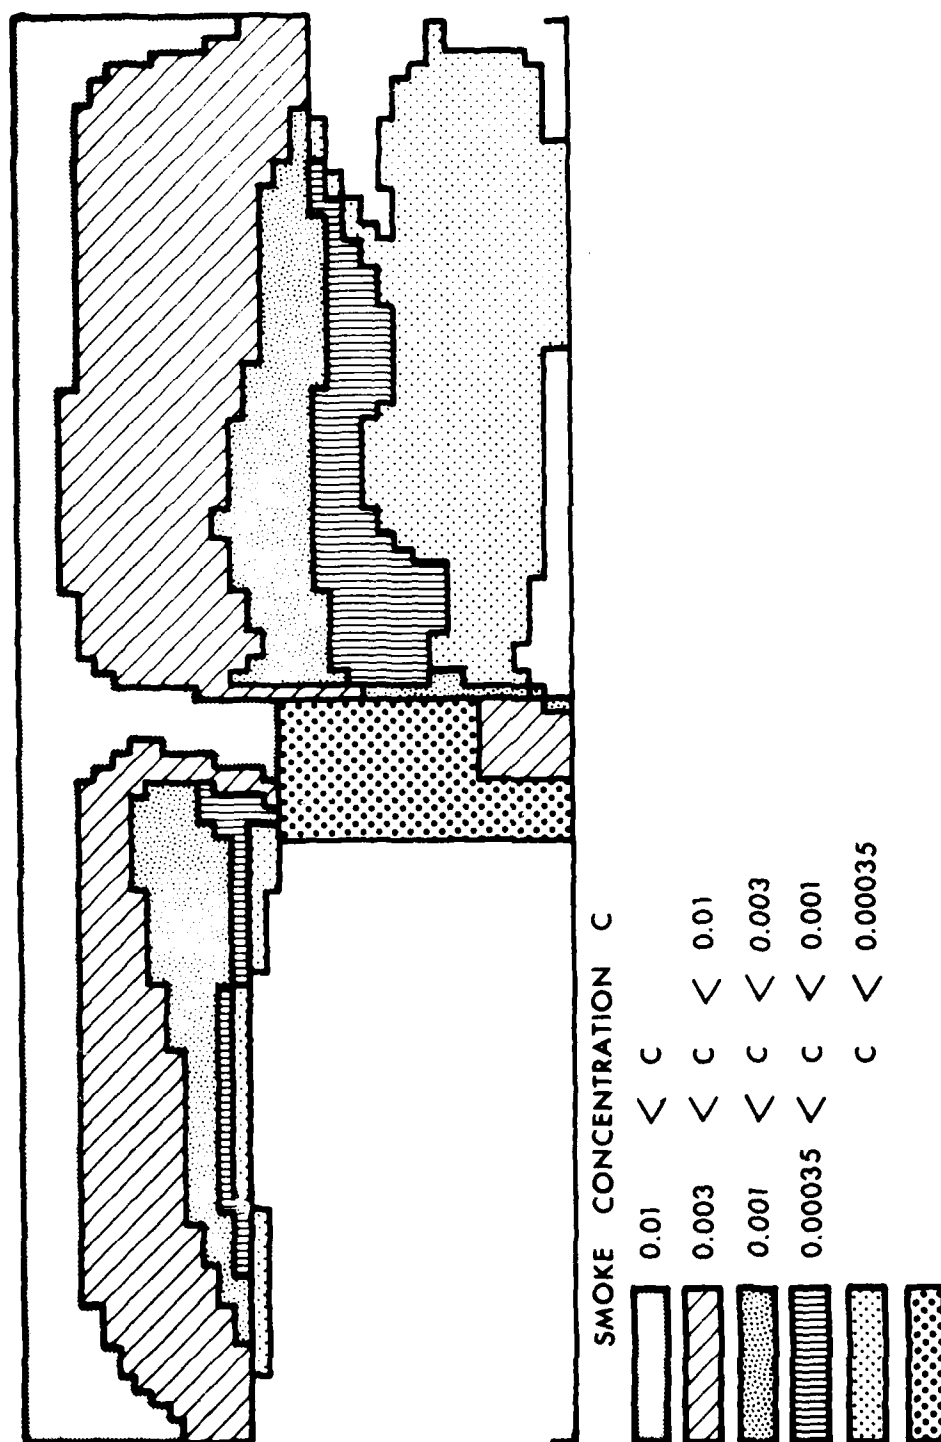 SMOKE CONCENTRATION C
0.01 < C
0.003 < C < 0.01
0.001 < C < 0.003
0.00035 < C < 0.001
C < 0.00035